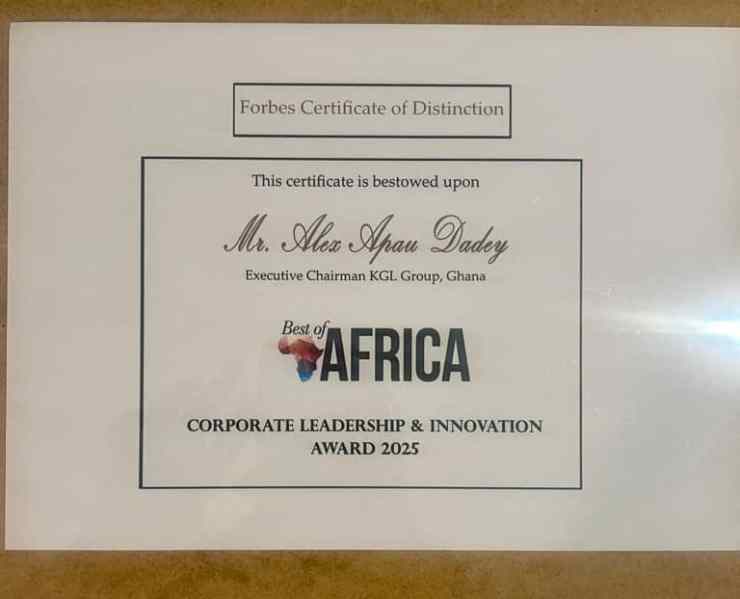 Forbes Certificate of Distinction
This certificate is bestowed upon
Mr. Alex Apau Dadey
Executive Chairman KGL Group, Ghana
Best of
AFRICA
CORPORATE LEADERSHIP & INNOVATION
AWARD 2025